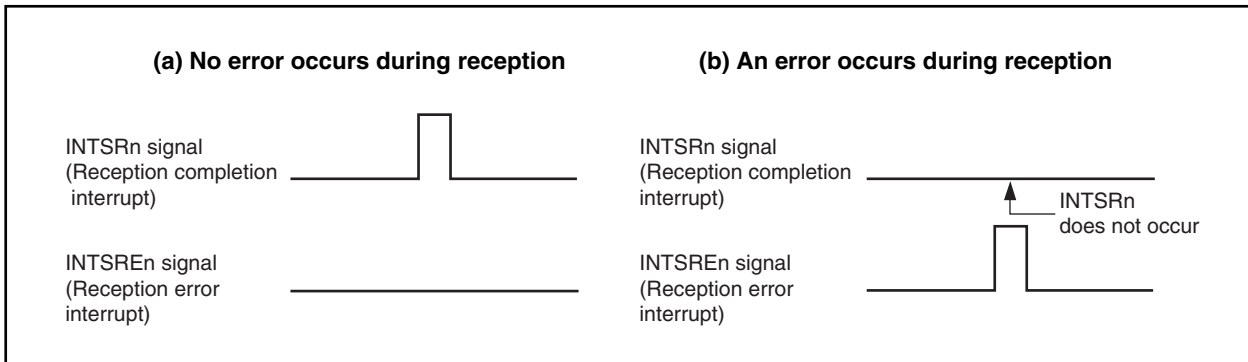 (a) No error occurs during reception
INTSRn signal
(Reception completion
interrupt)
INTSREn signal
(Reception error
interrupt)
(b) An error occurs during reception
INTSRn signal
(Reception completion
interrupt)
INTSRn
does not occur
INTSREn signal
(Reception error
interrupt)